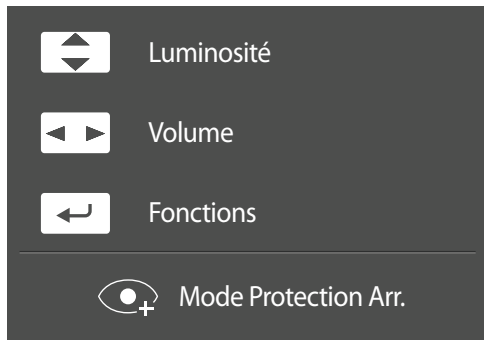 Luminosité
Volume
Fonctions
Mode Protection Arr.